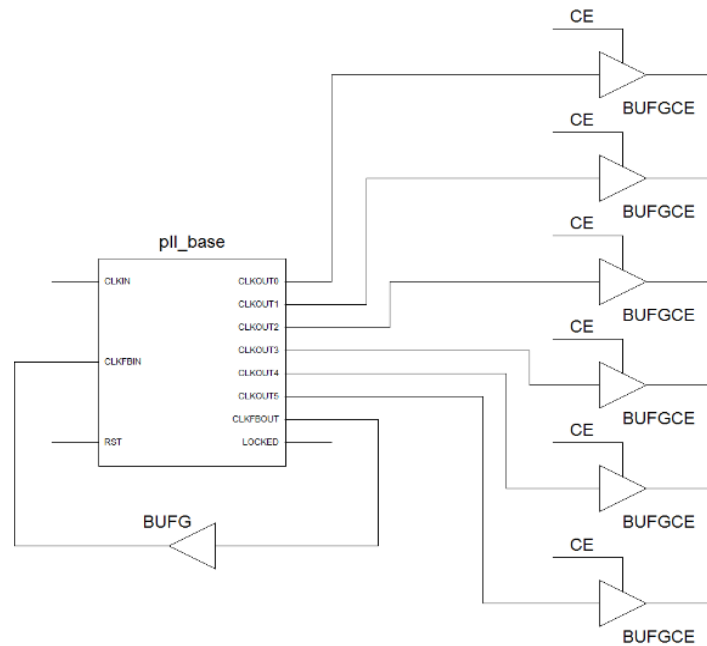 CE
BUFGCE
CE
BUFGCE
pll_base
CE
BUFGCE
CLKIN
CLKOUT0
CLKOUT1
CLKOUT2
CLKOUT3
CLKFBIN
CLKOUT4
CLKOUT5
CLKFBOUT
RST
LOCKED
CE
BUFGCE
CE
BUFGCE
BUFG
CE
BUFGCE